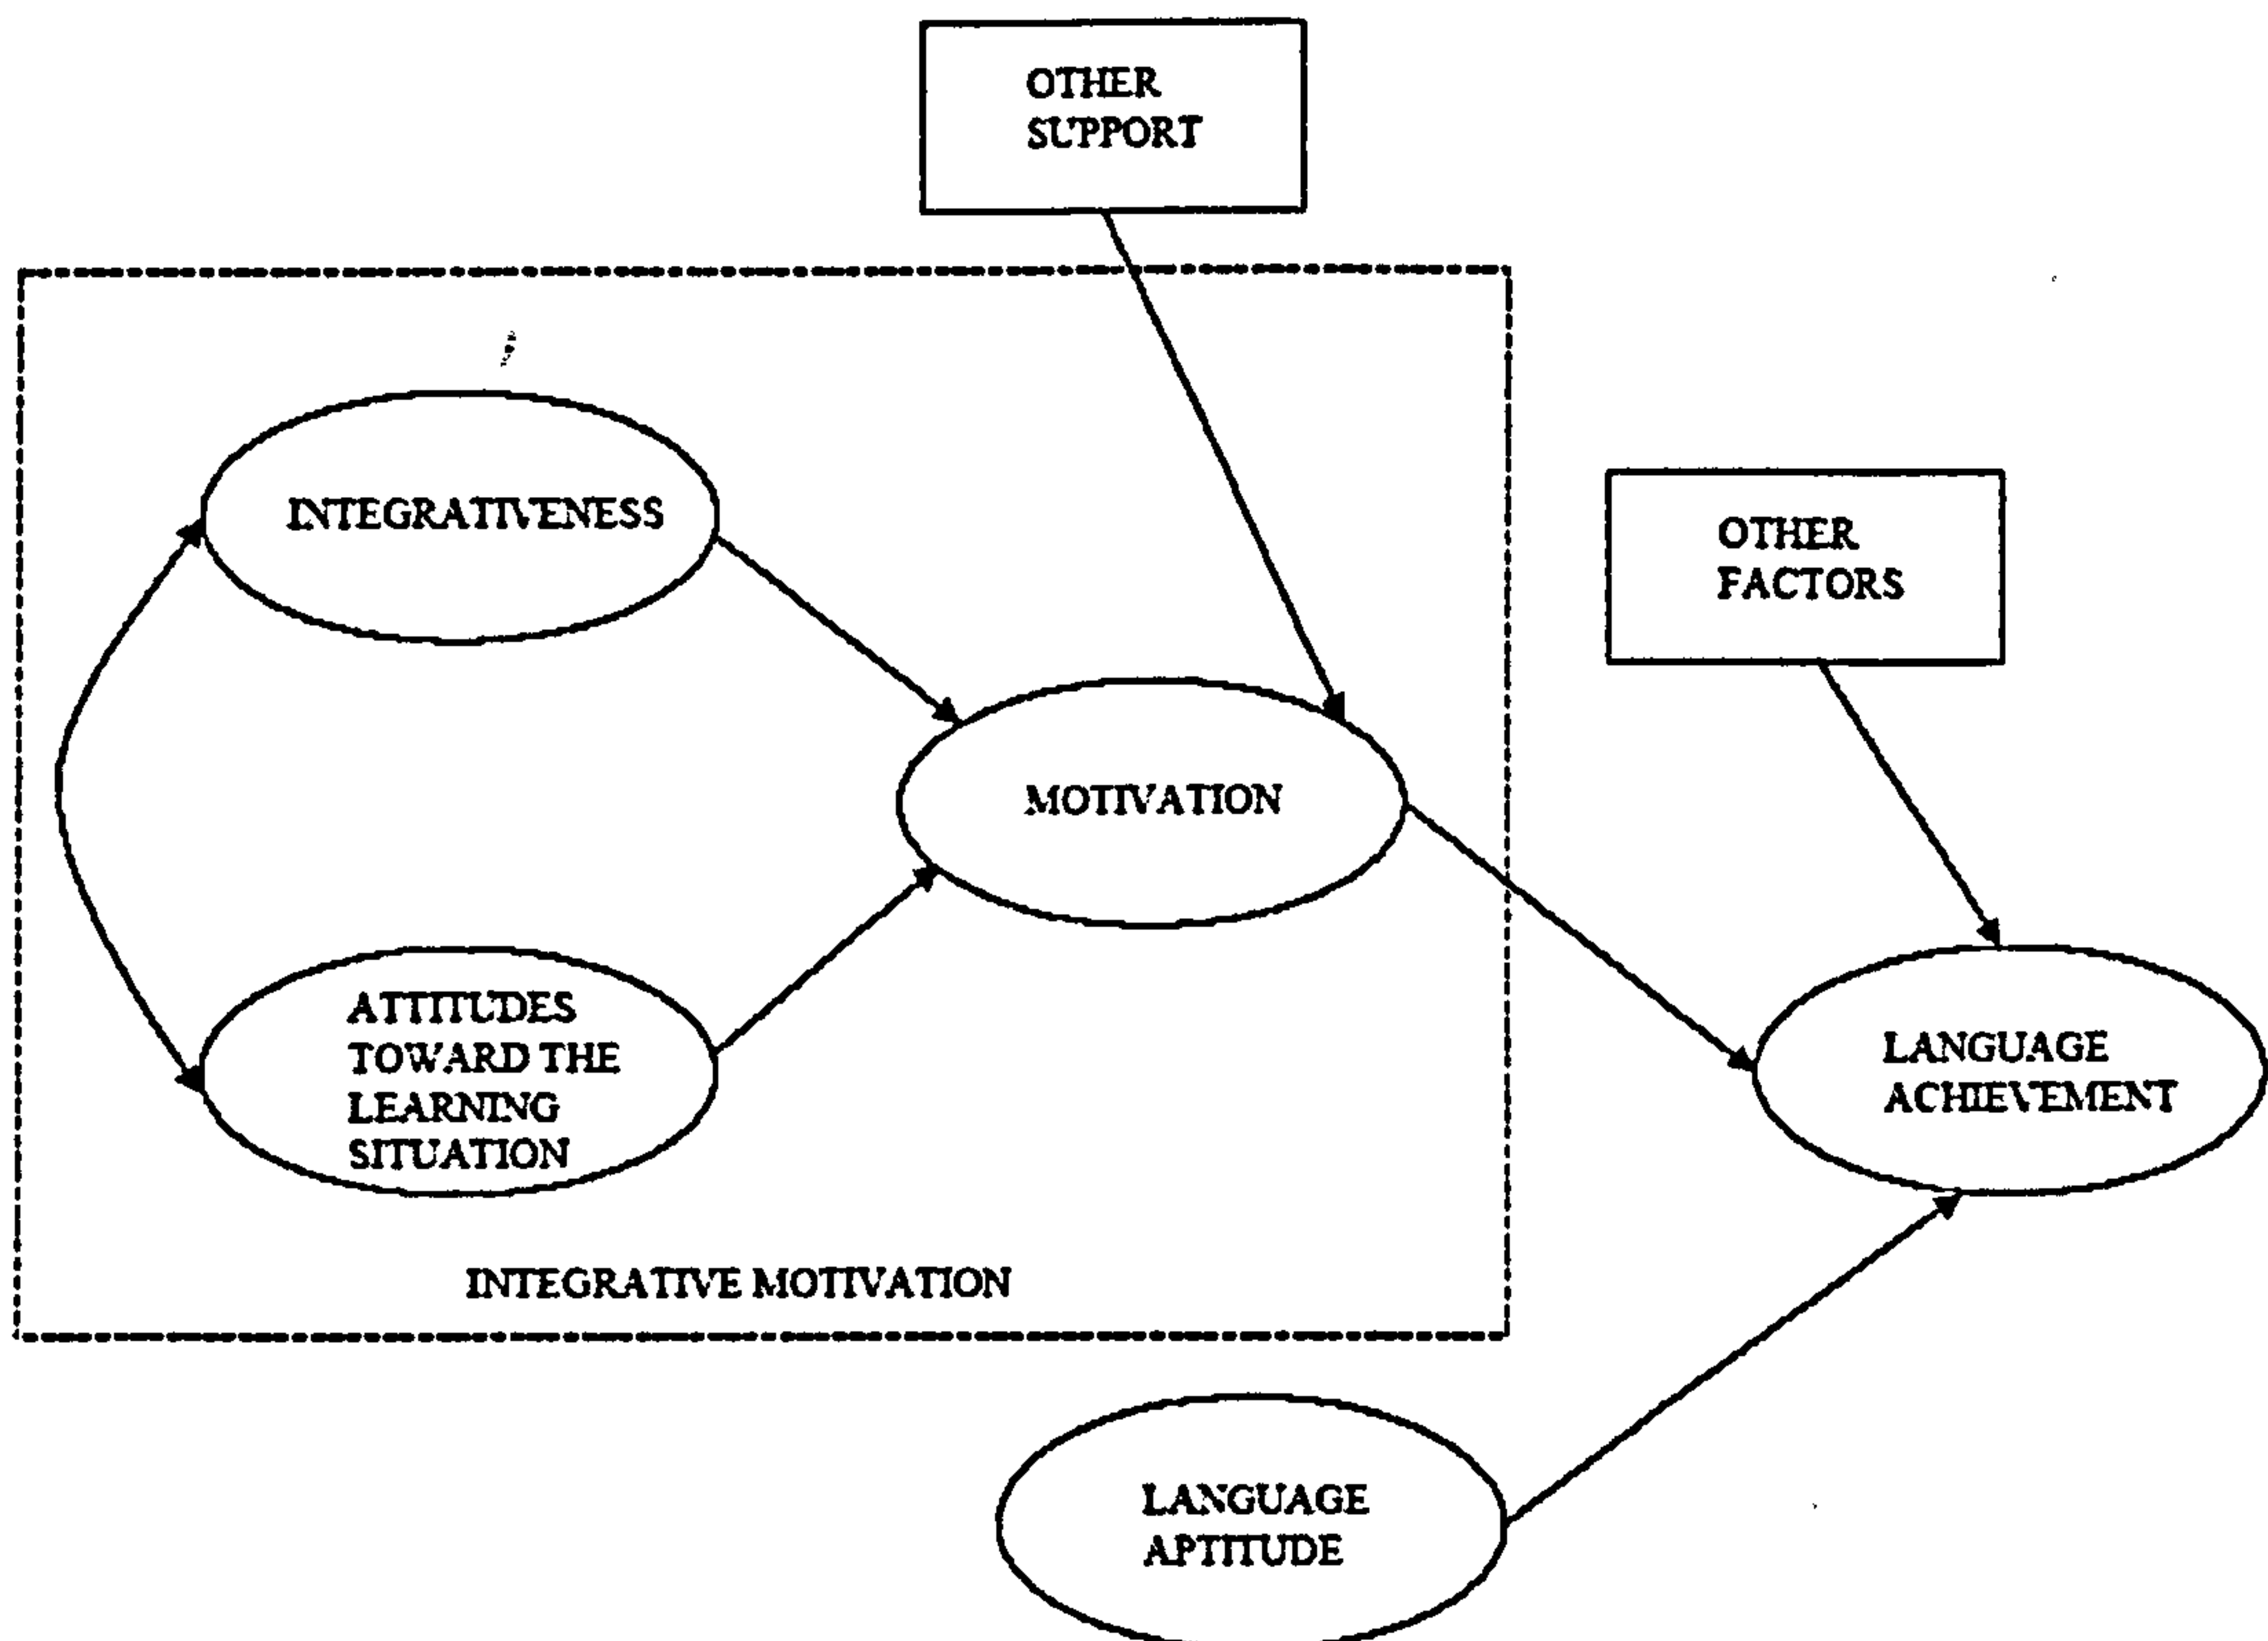 OTHER
SUPPORT
INTEGRATIVENESS
OTHER
FACTORS
MOTIVATION
ATTITUDES
TOWARD THE
LEARNING
SITUATION
LANGUAGE
ACHIEVEMENT
INTEGRATIVE MOTIVATION
LANGUAGE
APTITUDE